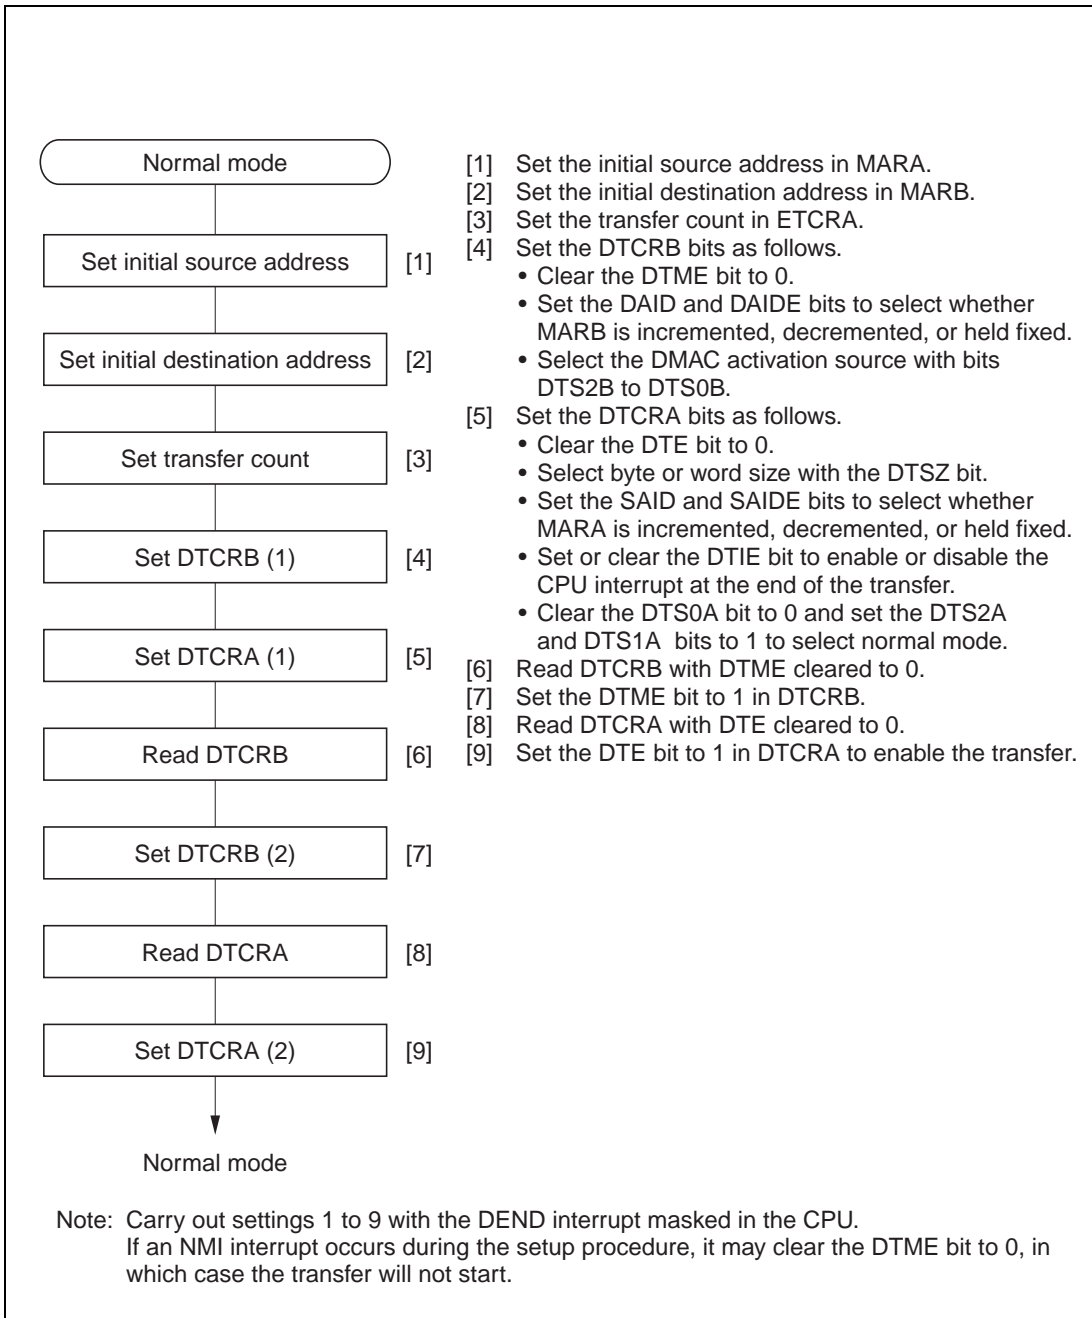 Normal mode
Set initial source address [1]
Set initial destination address [2]
Set transfer count [3]
Set DTCRB (1) [4]
Set DTCRA (1) [5]
Read DTCRB [6]
Set DTCRB (2) [7]
Read DTCRA [8]
Set DTCRA (2) [9]
Normal mode
[1] Set the initial source address in MARA.
[2] Set the initial destination address in MARB.
[3] Set the transfer count in ETCRA.
[4] Set the DTCRB bits as follows.
• Clear the DTME bit to 0.
• Set the DAID and DAIDE bits to select whether
MARB is incremented, decremented, or held fixed.
• Select the DMAC activation source with bits
DTS2B to DTS0B.
[5] Set the DTCRA bits as follows.
• Clear the DTE bit to 0.
• Select byte or word size with the DTSZ bit.
• Set the SAID and SAIDE bits to select whether
MARA is incremented, decremented, or held fixed.
• Set or clear the DTIE bit to enable or disable the
CPU interrupt at the end of the transfer.
• Clear the DTS0A bit to 0 and set the DTS2A
and DTS1A bits to 1 to select normal mode.
[6] Read DTCRB with DTME cleared to 0.
[7] Set the DTME bit to 1 in DTCRB.
[8] Read DTCRA with DTE cleared to 0.
[9] Set the DTE bit to 1 in DTCRA to enable the transfer.
Note: Carry out settings 1 to 9 with the DEND interrupt masked in the CPU.
If an NMI interrupt occurs during the setup procedure, it may clear the DTME bit to 0, in
which case the transfer will not start.